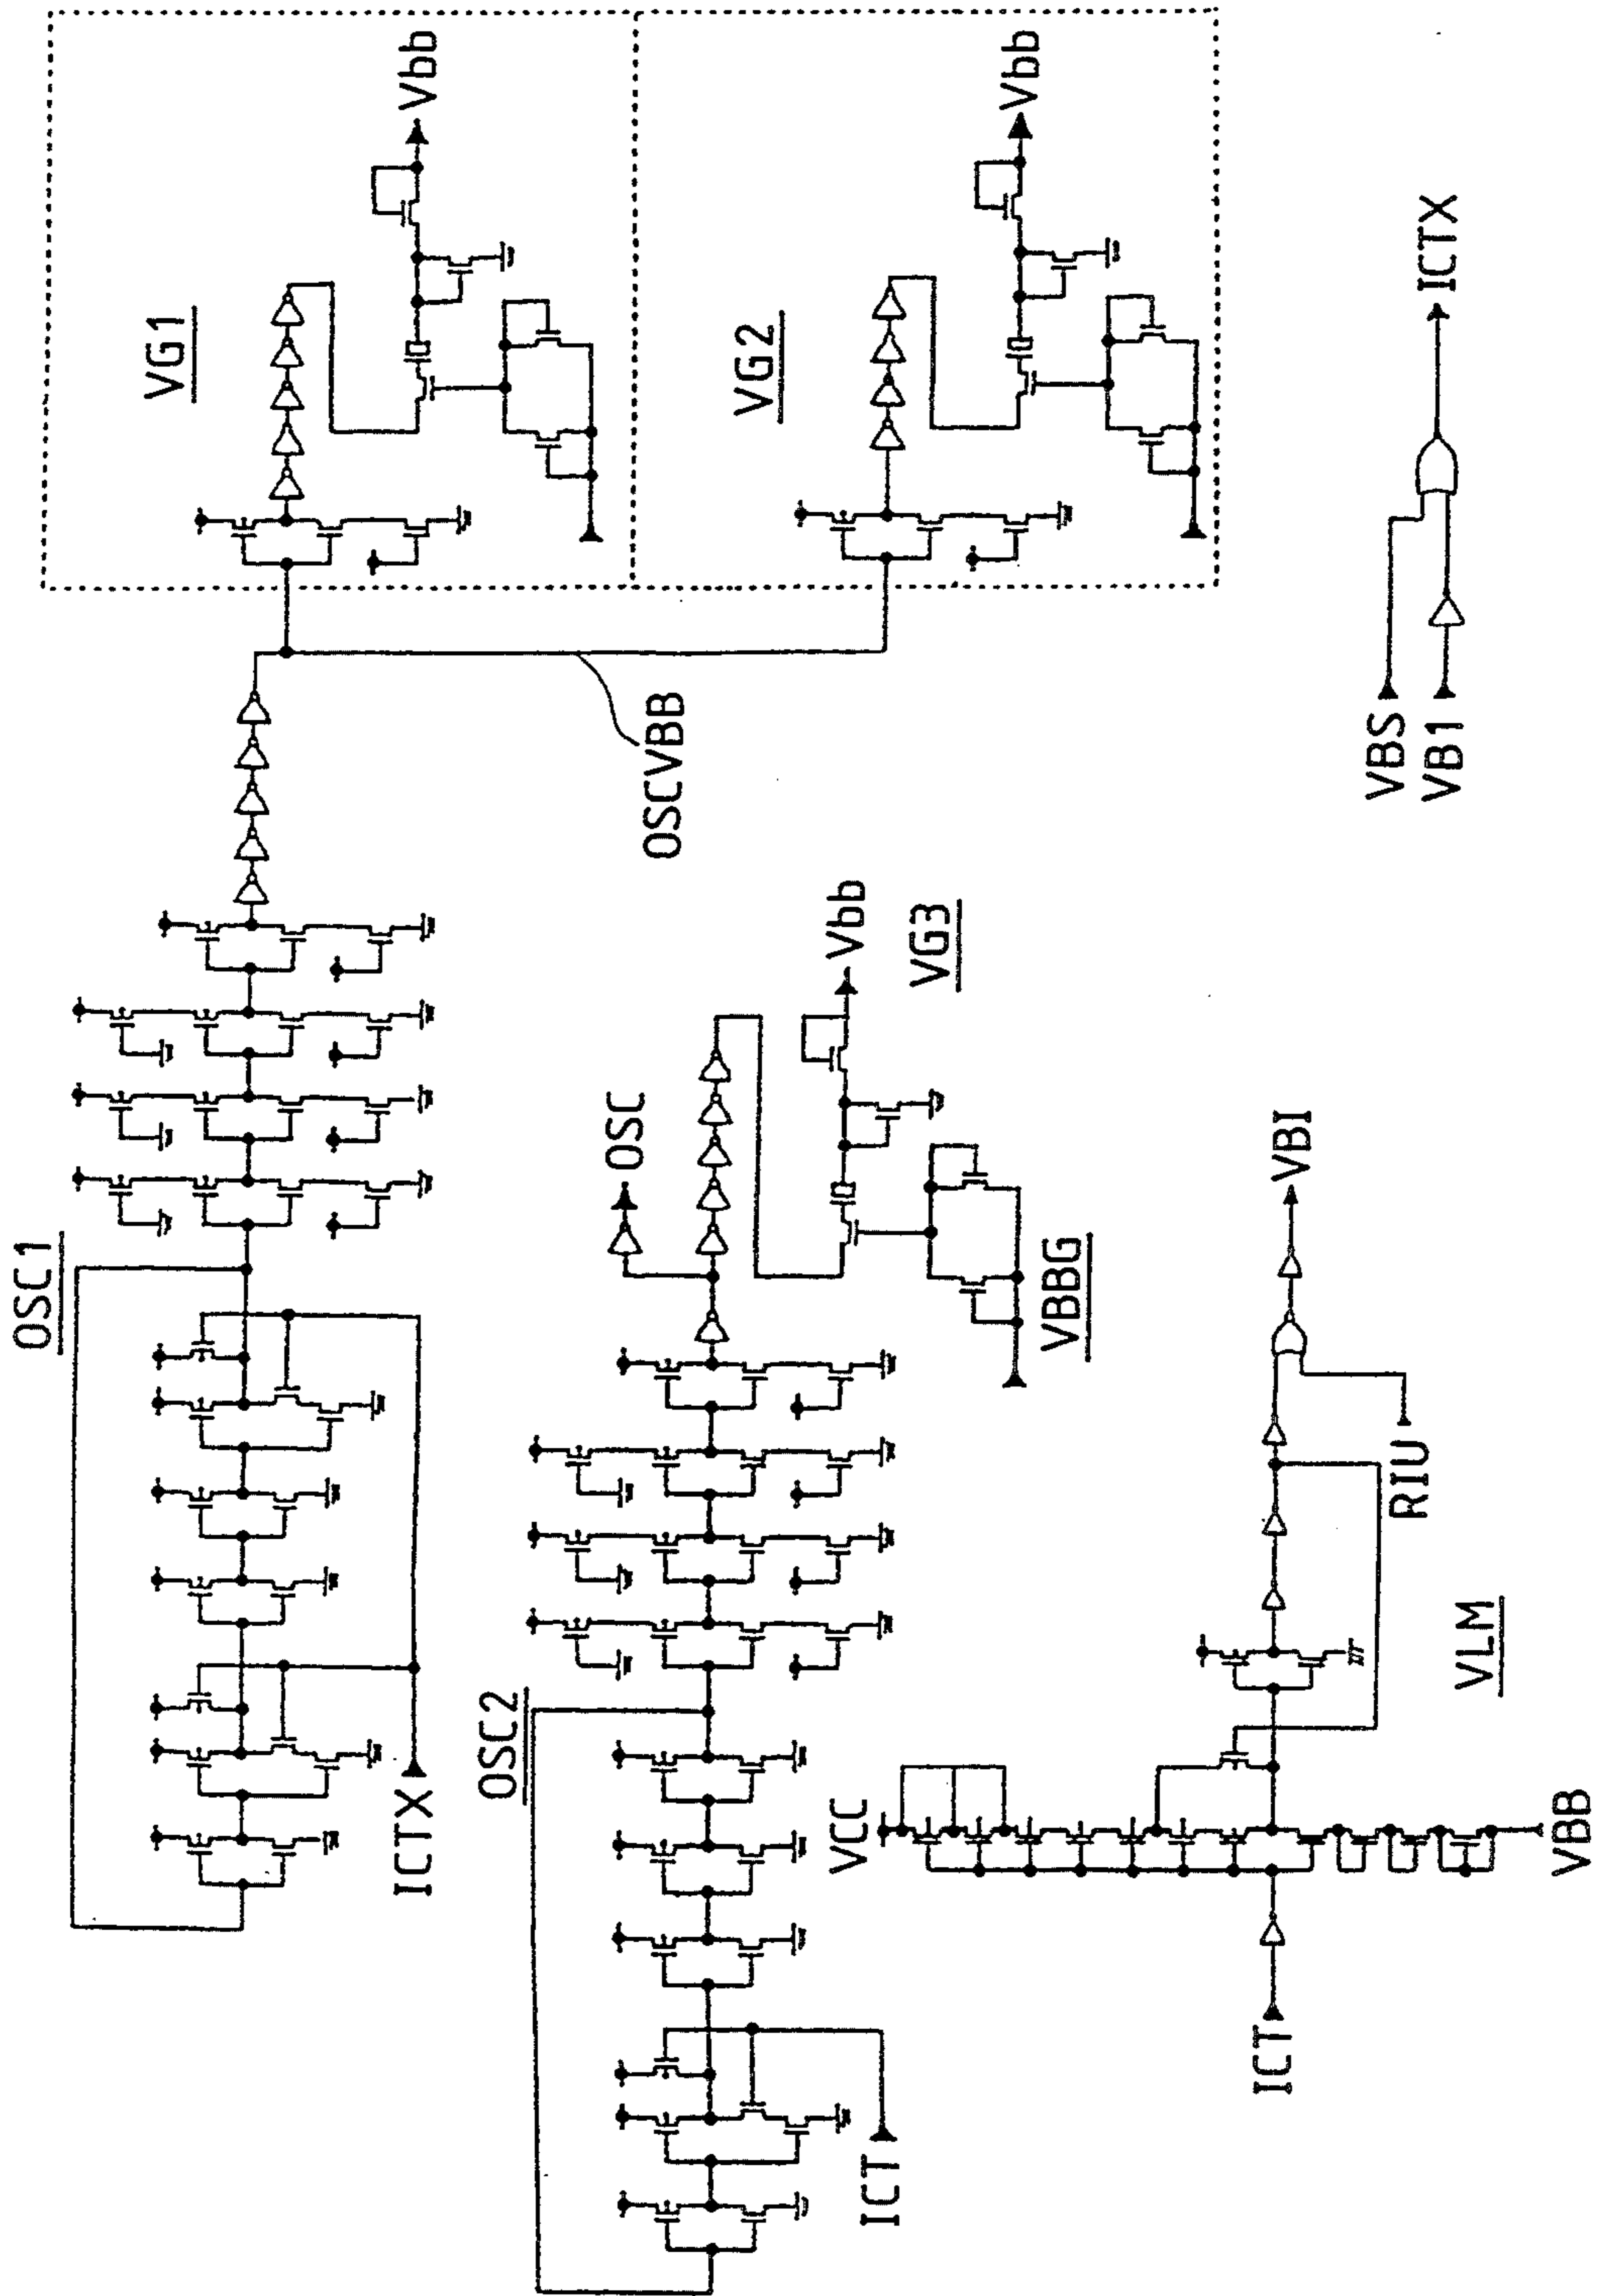 OSC1
ICTX
OSCVBB
VG1
Vbb
VG2
Vbb
OSC2
ICT
OSC
VBBG
Vbb
VG3
VCC
ICT
VBB
VLM
RIU
VBI
VBS
VB1
ICTX